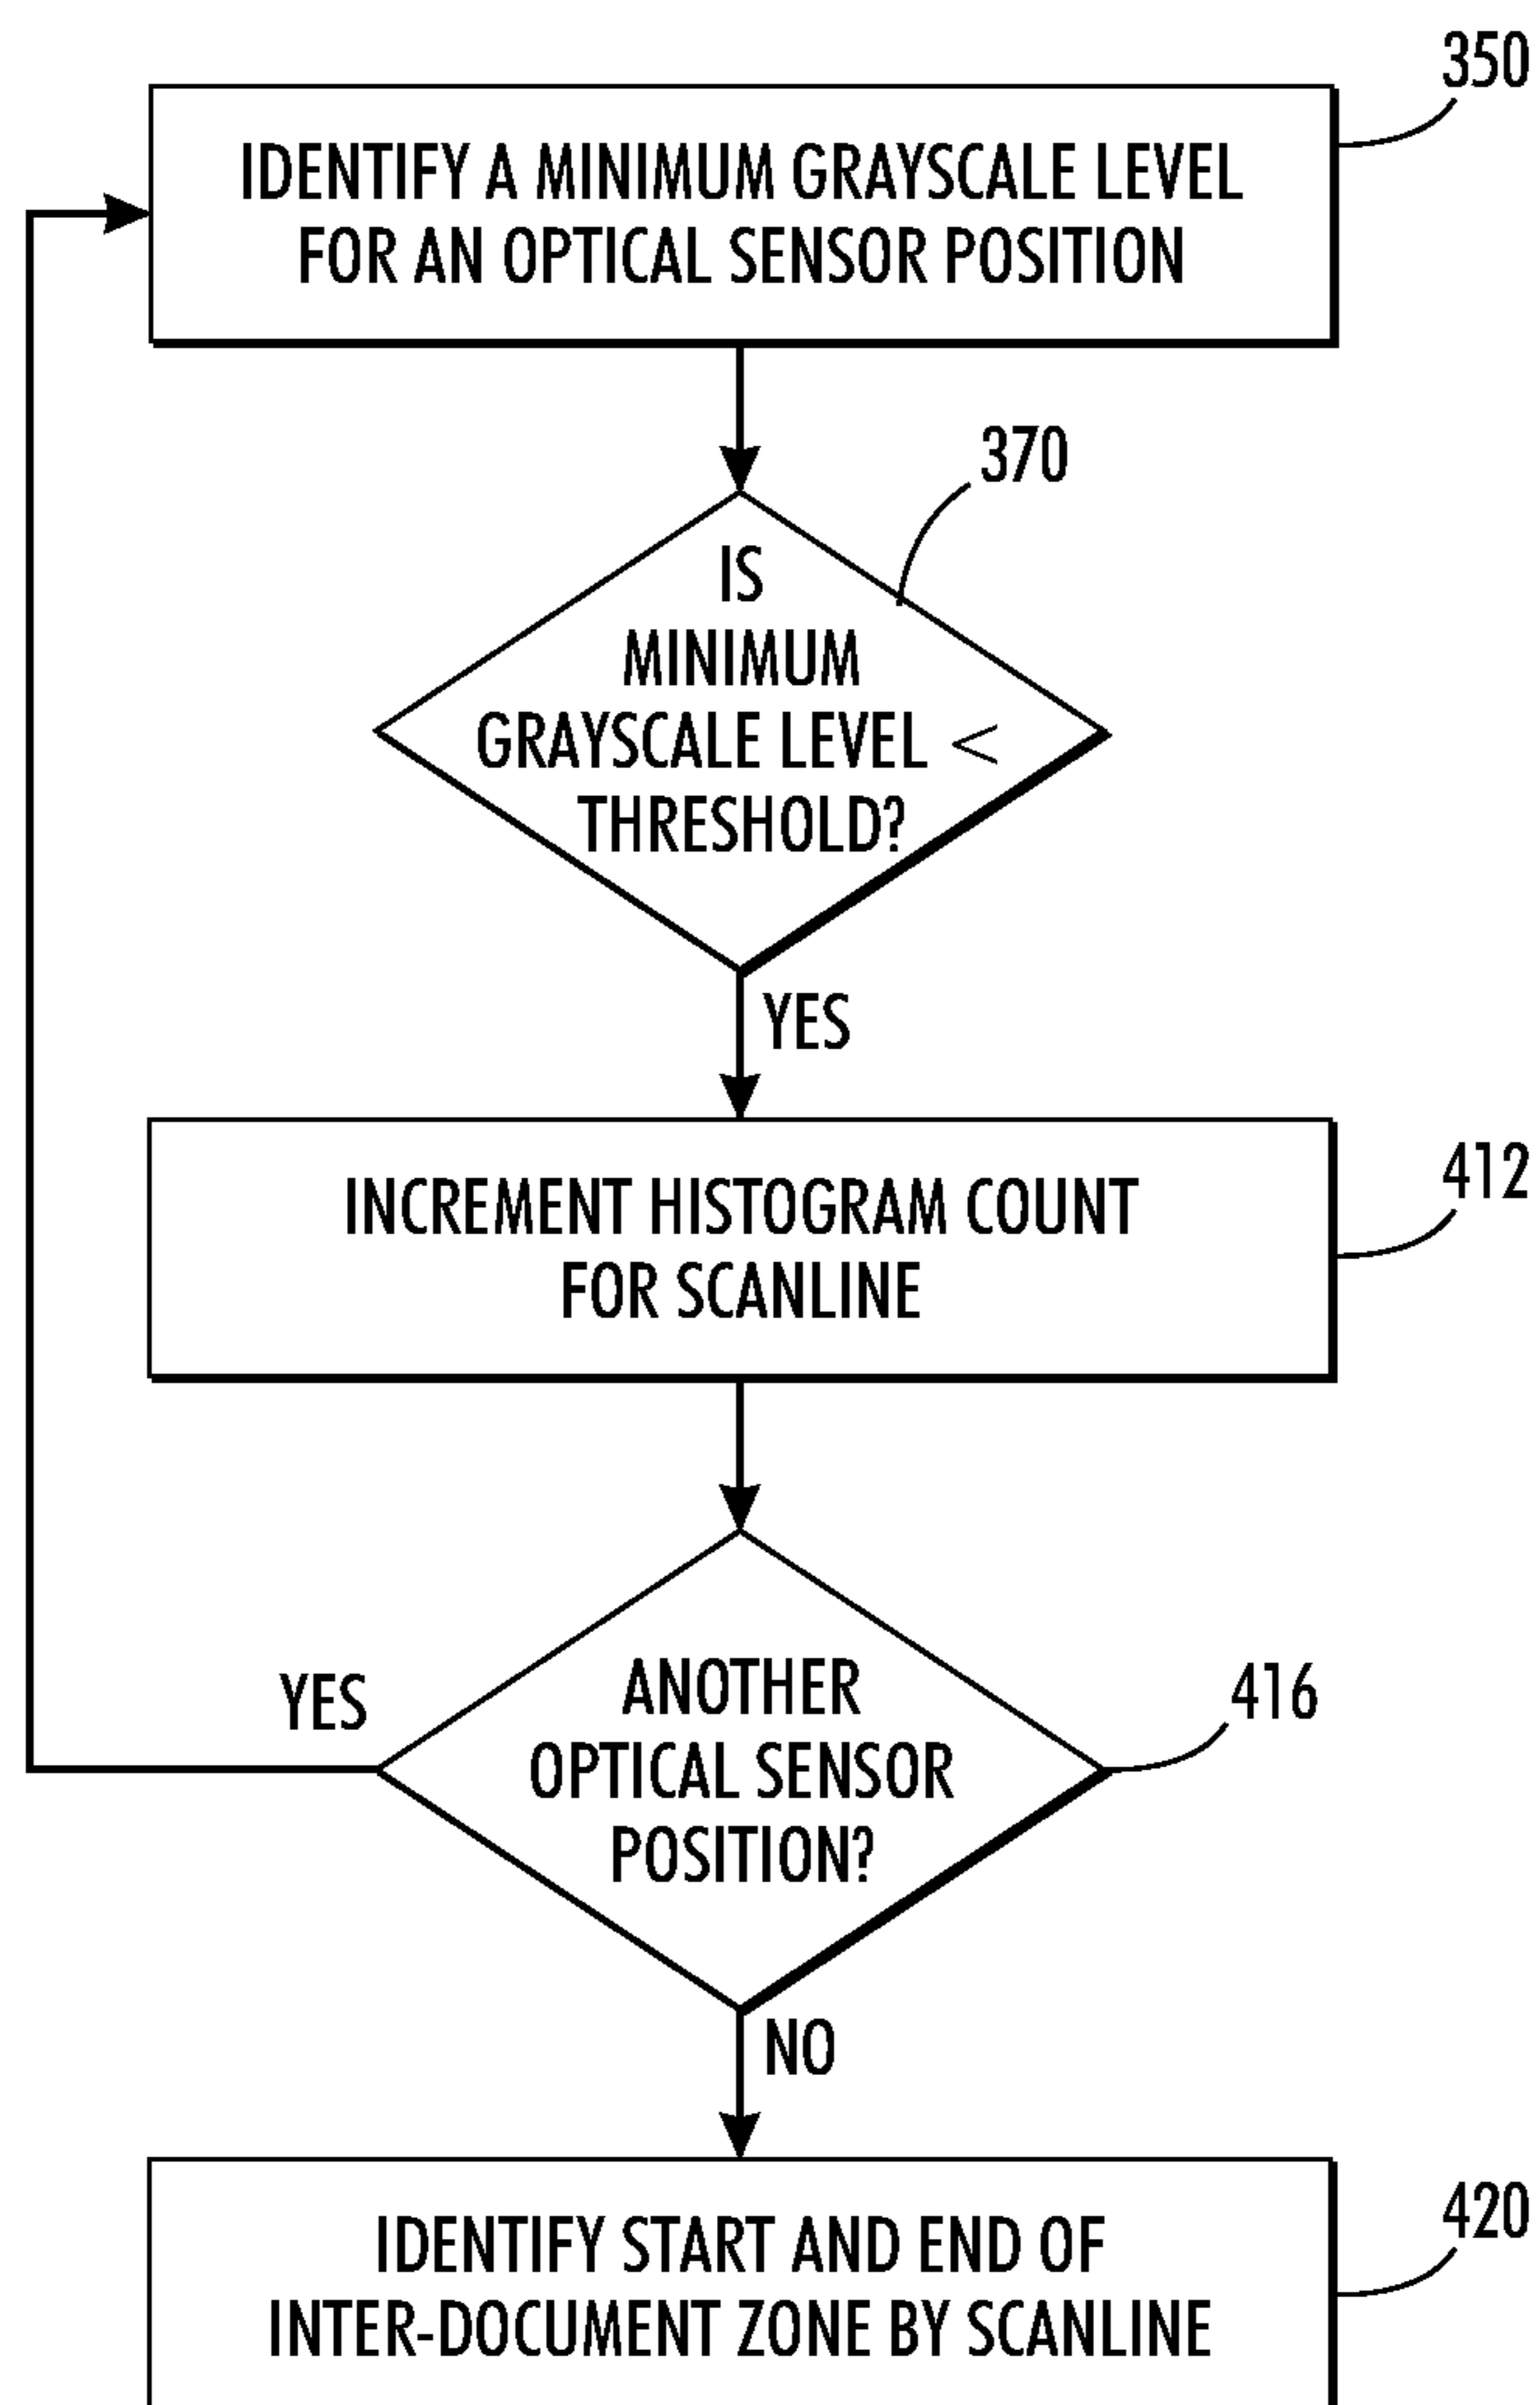 350
IDENTIFY A MINIMUM GRAYSCALE LEVEL
FOR AN OPTICAL SENSOR POSITION
370
IS
MINIMUM
GRAYSCALE LEVEL <
THRESHOLD?
YES
412
INCREMENT HISTOGRAM COUNT
FOR SCANLINE
416
YES
ANOTHER
OPTICAL SENSOR
POSITION?
NO
420
IDENTIFY START AND END OF
INTER-DOCUMENT ZONE BY SCANLINE